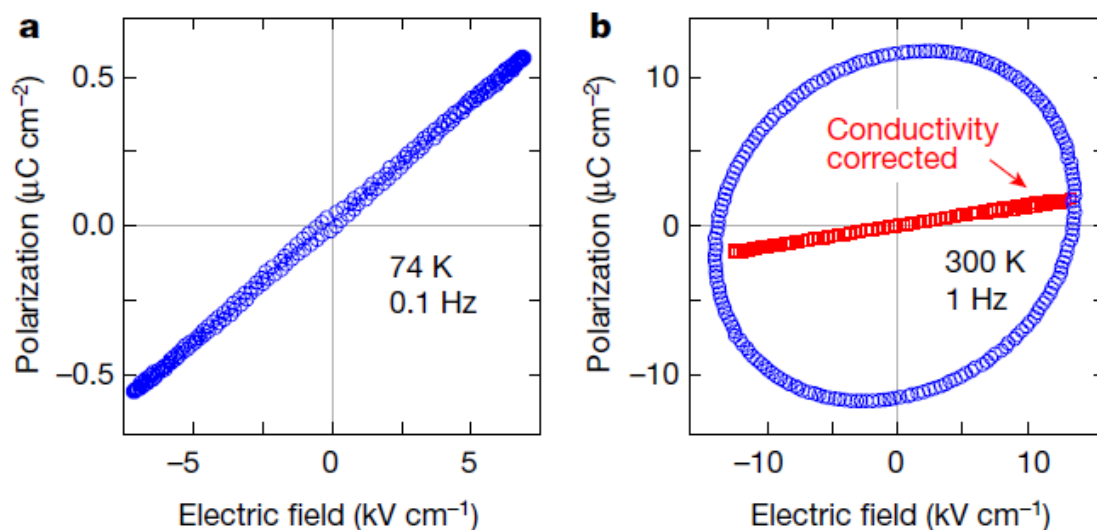 a
Polarization (μC cm−2)
0.5
0.0
−0.5
74 K
0.1 Hz
−5
0
5
Electric field (kV cm−1)
b
Polarization (μC cm−2)
10
0
−10
Conductivity
corrected
300 K
1 Hz
−10
0
10
Electric field (kV cm−1)